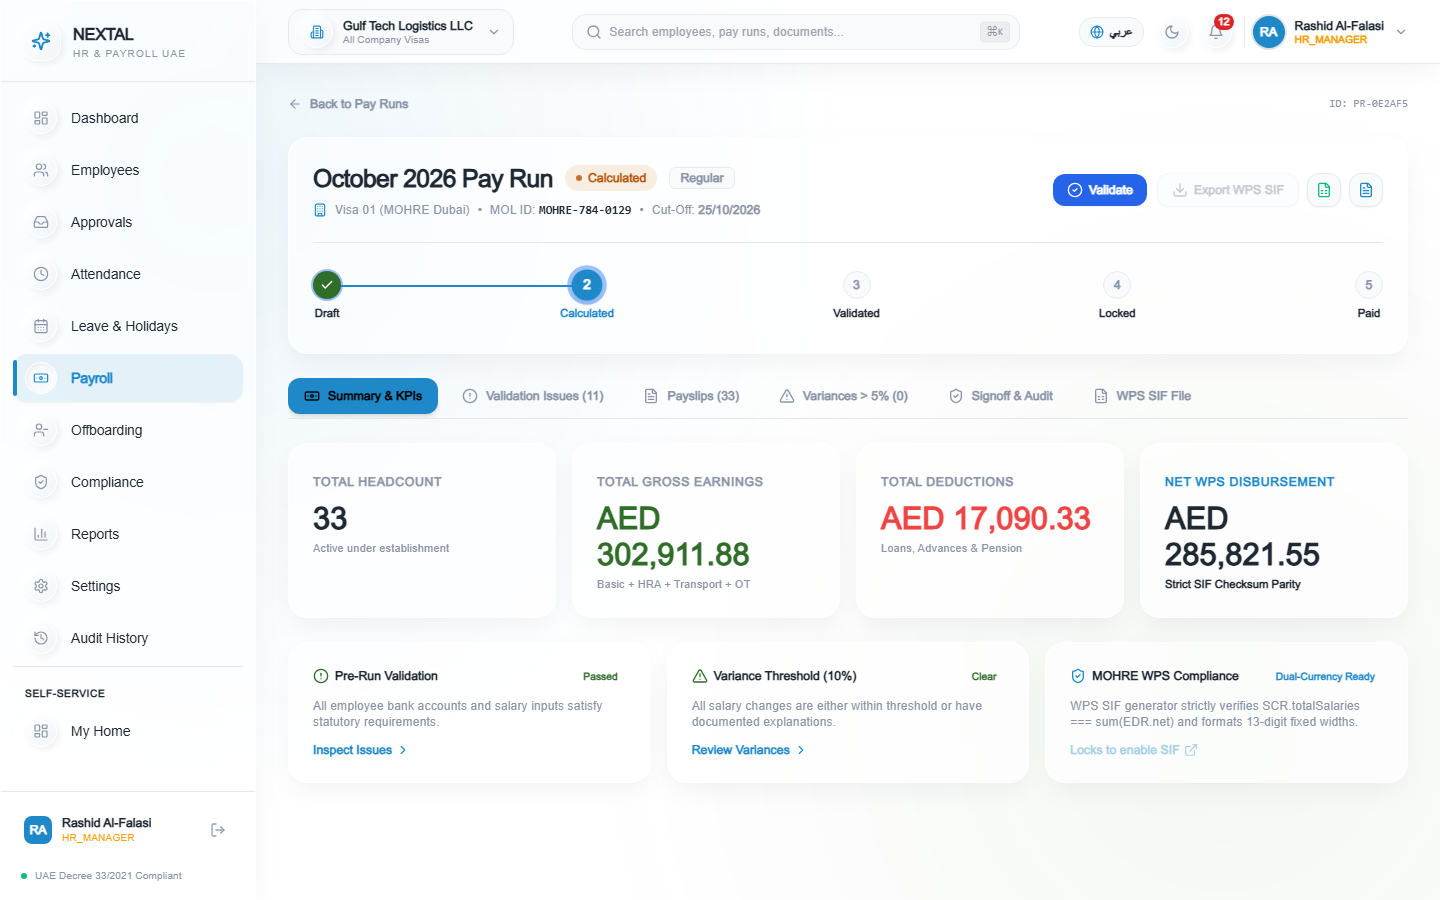 NEXTAL
HR & PAYROLL UAE
Dashboard
Employees
Approvals
Attendance
Leave & Holidays
Payroll
Offboarding
Compliance
Reports
Settings
Audit History
SELF-SERVICE
My Home
RA
Rashid Al-Falasi
HR_MANAGER
UAE Decree 33/2021 Compliant
Gulf Tech Logistics LLC
All Company Visas
Search employees, pay runs, documents...
⌘K
عربي
12
RA
Rashid Al-Falasi
HR_MANAGER
Back to Pay Runs
ID: PR-0E2AF5
October 2026 Pay Run
Calculated
Regular
Visa 01 (MOHRE Dubai) • MOL ID: MOHRE-784-0129 • Cut-Off: 25/10/2026
Validate
Export WPS SIF
2
3
4
5
Draft
Calculated
Validated
Locked
Paid
Summary & KPIs
Validation Issues (11)
Payslips (33)
Variances > 5% (0)
Signoff & Audit
WPS SIF File
TOTAL HEADCOUNT
33
Active under establishment
TOTAL GROSS EARNINGS
AED
302,911.88
Basic + HRA + Transport + OT
TOTAL DEDUCTIONS
AED 17,090.33
Loans, Advances & Pension
NET WPS DISBURSEMENT
AED
285,821.55
Strict SIF Checksum Parity
Pre-Run Validation
Passed
All employee bank accounts and salary inputs satisfy
statutory requirements.
Inspect Issues
Variance Threshold (10%)
Clear
All salary changes are either within threshold or have
documented explanations.
Review Variances
MOHRE WPS Compliance
Dual-Currency Ready
WPS SIF generator strictly verifies SCR.totalSalaries
=== sum(EDR.net) and formats 13-digit fixed widths.
Locks to enable SIF